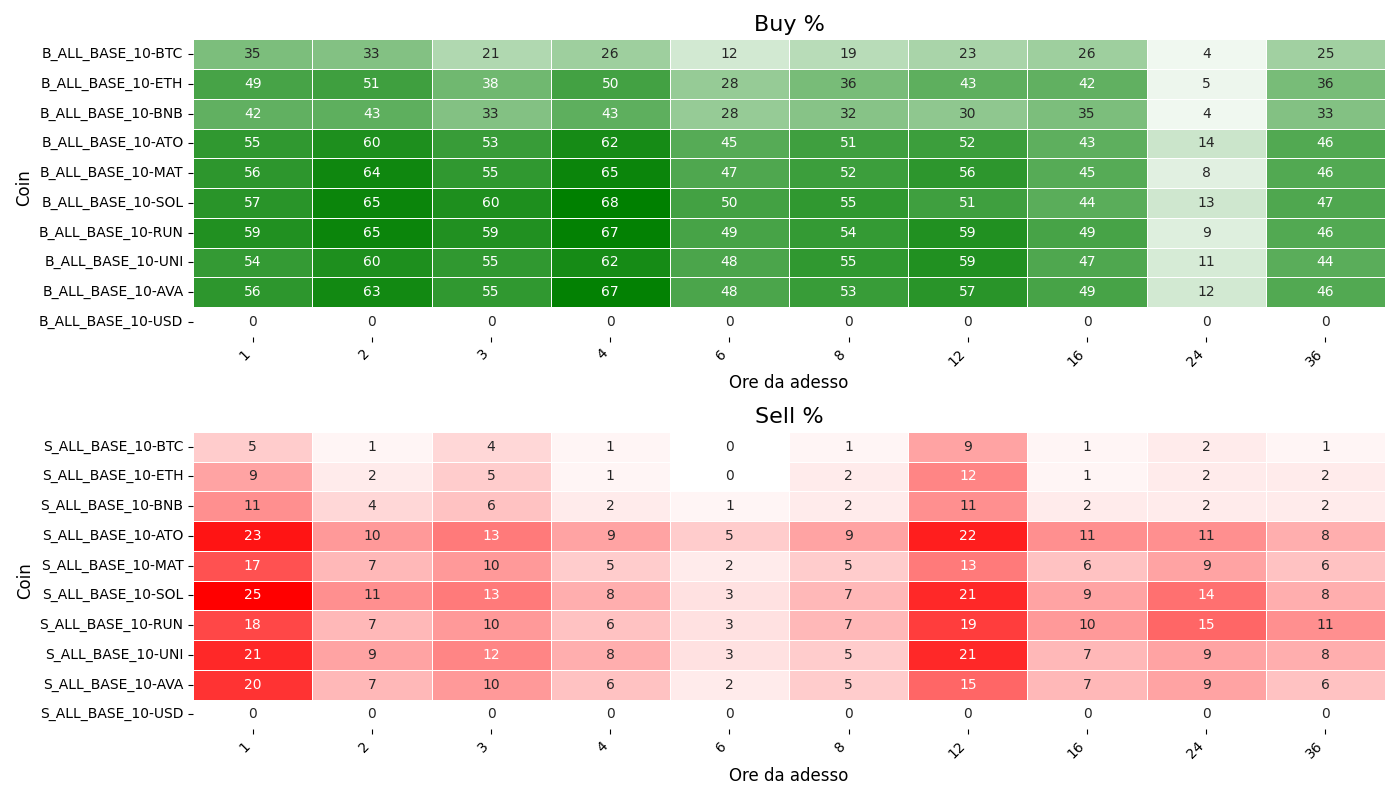 Buy %
Coin
B_ALL_BASE_10-BTC 35 33 21 26 12 19 23 26 4 25
B_ALL_BASE_10-ETH 49 51 38 50 28 36 43 42 5 36
B_ALL_BASE_10-BNB 42 43 33 43 28 32 30 35 4 33
B_ALL_BASE_10-ATO 55 60 53 62 45 51 52 43 14 46
B_ALL_BASE_10-MAT 56 64 55 65 47 52 56 45 8 46
B_ALL_BASE_10-SOL 57 65 60 68 50 55 51 44 13 47
B_ALL_BASE_10-RUN 59 65 59 67 49 54 59 49 9 46
B_ALL_BASE_10-UNI 54 60 55 62 48 55 59 47 11 44
B_ALL_BASE_10-AVA 56 63 55 67 48 53 57 49 12 46
B_ALL_BASE_10-USD 0 0 0 0 0 0 0 0 0 0
1 2 3 4 6 8 12 16 24 36
Ore da adesso
Sell %
Coin
S_ALL_BASE_10-BTC 5 1 4 1 0 1 9 1 2 1
S_ALL_BASE_10-ETH 9 2 5 1 0 2 12 1 2 2
S_ALL_BASE_10-BNB 11 4 6 2 1 2 11 2 2 2
S_ALL_BASE_10-ATO 23 10 13 9 5 9 22 11 11 8
S_ALL_BASE_10-MAT 17 7 10 5 2 5 13 6 9 6
S_ALL_BASE_10-SOL 25 11 13 8 3 7 21 9 14 8
S_ALL_BASE_10-RUN 18 7 10 6 3 7 19 10 15 11
S_ALL_BASE_10-UNI 21 9 12 8 3 5 21 7 9 8
S_ALL_BASE_10-AVA 20 7 10 6 2 5 15 7 9 6
S_ALL_BASE_10-USD 0 0 0 0 0 0 0 0 0 0
1 2 3 4 6 8 12 16 24 36
Ore da adesso